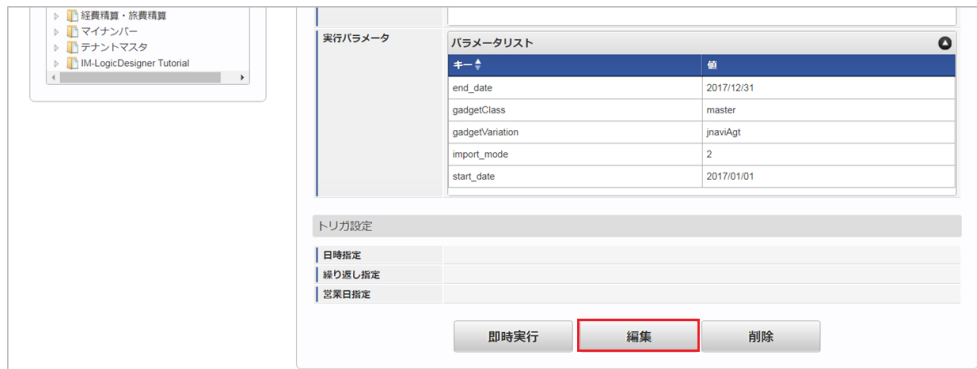 経費精算・旅費精算
マイナンバー
テナントマスタ
IM-LogicDesigner Tutorial
実行パラメータ
パラメータリスト
キー 値
end_date 2017/12/31
gadgetClass master
gadgetVariation jnaviAgt
import_mode 2
start_date 2017/01/01
トリガ設定
日時指定
繰り返し指定
営業日指定
即時実行 編集 削除